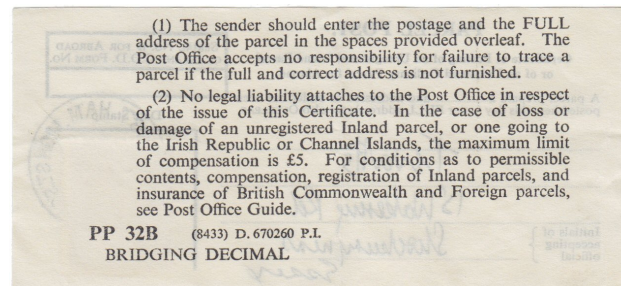 (1) The sender should enter the postage and the FULL
address of the parcel in the spaces provided overleaf. The
Post Office accepts no responsibility for failure to trace a
parcel if the full and correct address is not furnished.
(2) No legal liability attaches to the Post Office in respect
of the issue of this Certificate. In the case of loss or
damage of an unregistered Inland parcel, or one going to
the Irish Republic or Channel Islands, the maximum limit
of compensation is £5. For conditions as to permissible
contents, compensation, registration of Inland parcels, and
insurance of British Commonwealth and Foreign parcels,
see Post Office Guide.
PP 32B (8433) D. 670260 P.I.
BRIDGING DECIMAL